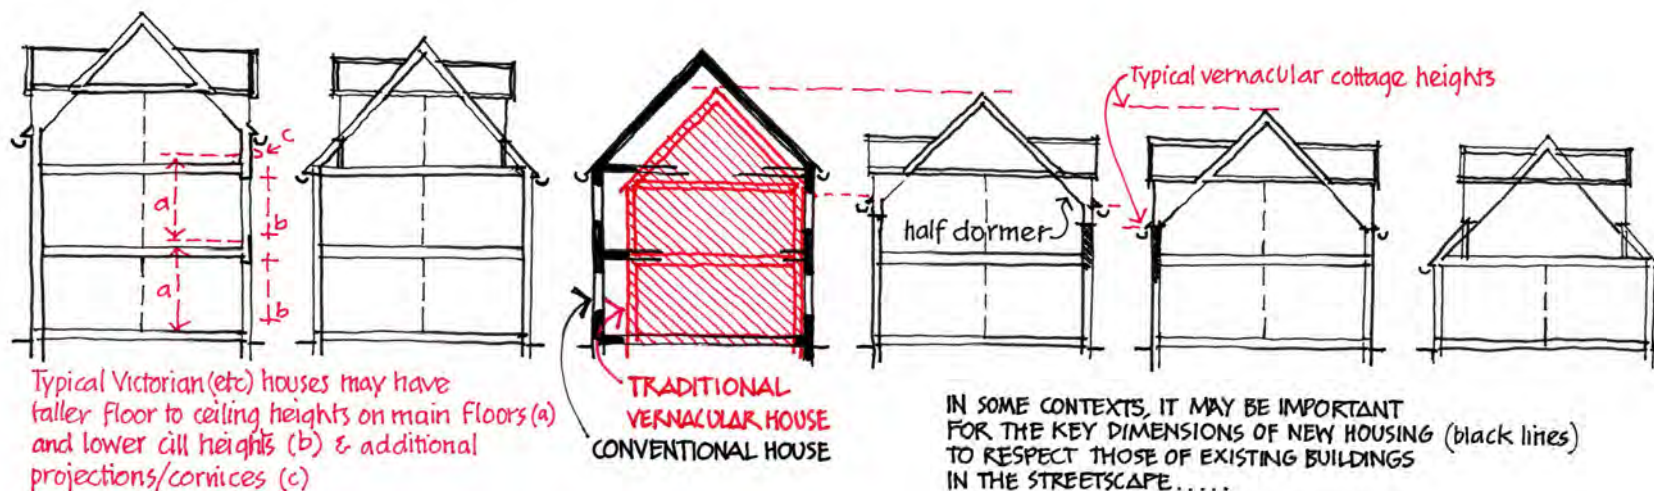 Typical vernacular cottage heights
c
a
b
a
b
half dormer
Typical Victorian (etc) houses may have
taller floor to ceiling heights on main floors (a)
and lower cill heights (b) & additional
projections/cornices (c)
TRADITIONAL
VERNACULAR HOUSE
CONVENTIONAL HOUSE
IN SOME CONTEXTS, IT MAY BE IMPORTANT
FOR THE KEY DIMENSIONS OF NEW HOUSING (black lines)
TO RESPECT THOSE OF EXISTING BUILDINGS
IN THE STREETSCAPE.....